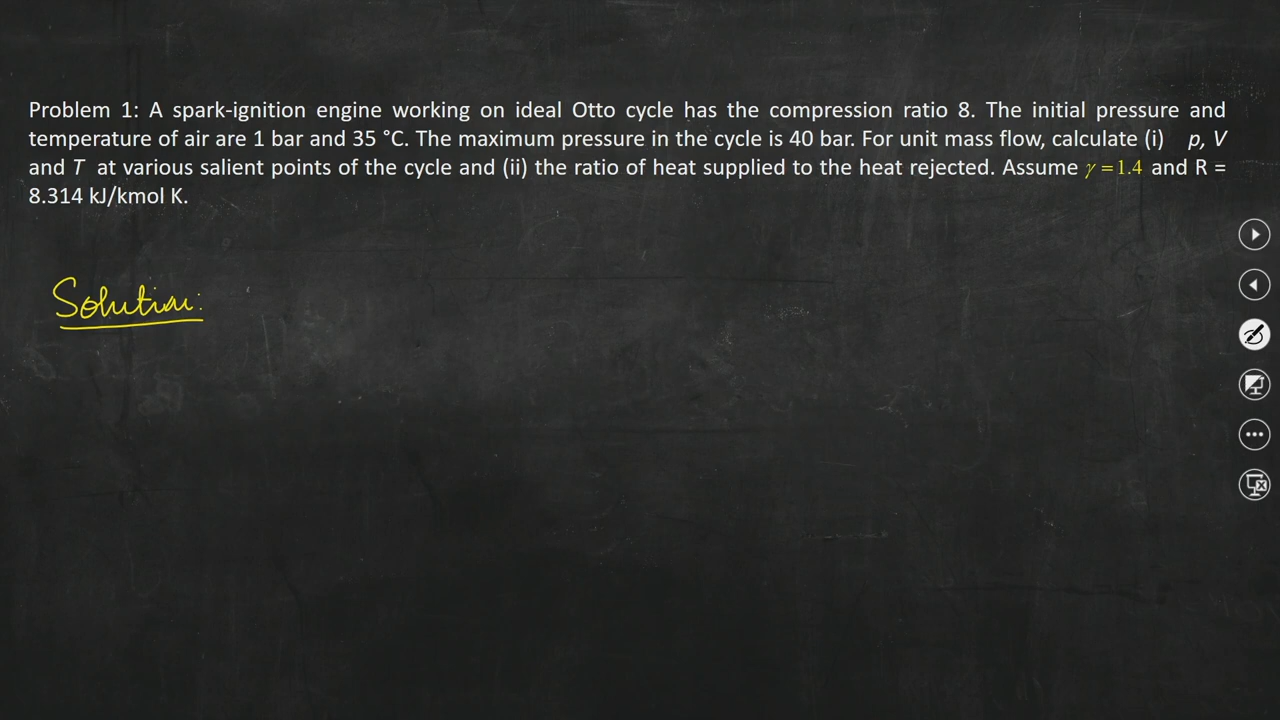 Problem 1: A spark-ignition engine working on ideal Otto cycle has the compression ratio 8. The initial pressure and
temperature of air are 1 bar and 35 °C. The maximum pressure in the cycle is 40 bar. For unit mass flow, calculate (i) p, V
and T at various salient points of the cycle and (ii) the ratio of heat supplied to the heat rejected. Assume γ = 1.4 and R =
8.314 kJ/kmol K.
Solution: